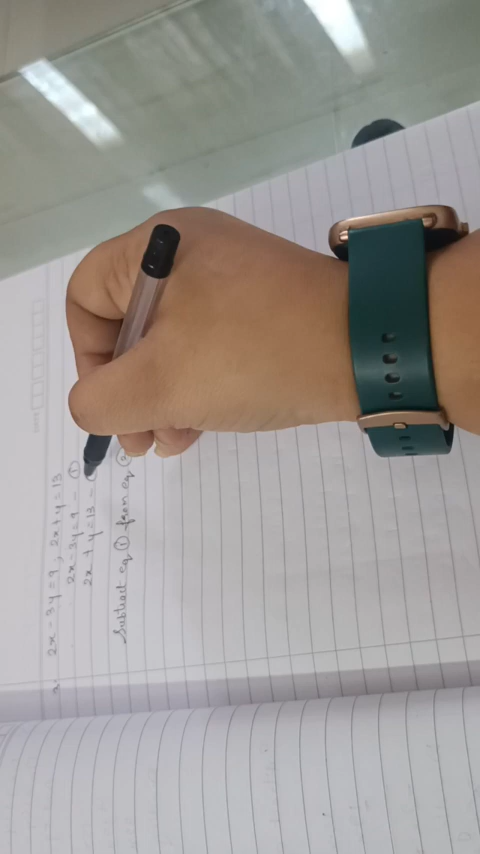 2. 2x - 3y = 9 , 2x + y = 13
2x - 3y = 9 - ①
2x + y = 13 -
Subtract eq ① from eq ②